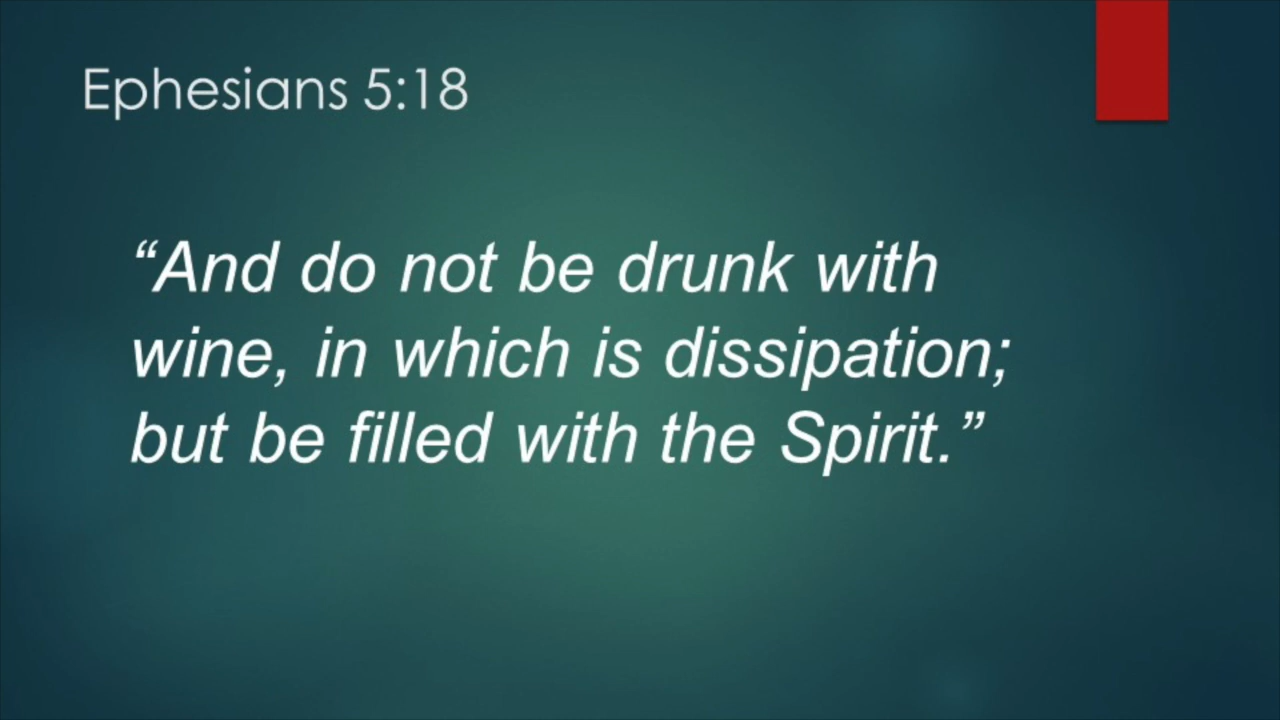 Ephesians 5:18
“And do not be drunk with
wine, in which is dissipation;
but be filled with the Spirit.”